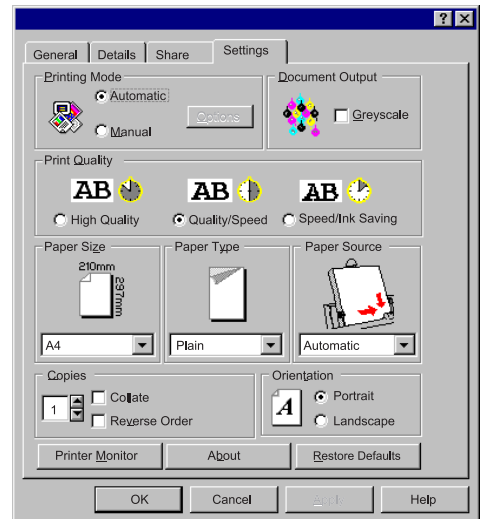 General Details Share Settings
Printing Mode
Automatic
Manual
Options
Document Output
Greyscale
Print Quality
AB AB AB
High Quality Quality/Speed Speed/Ink Saving
Paper Size
210mm
297mm
A4
Paper Type
Plain
Paper Source
Automatic
Copies
1
Collate
Reverse Order
Orientation
A
Portrait
Landscape
Printer Monitor About Restore Defaults
OK Cancel Apply Help